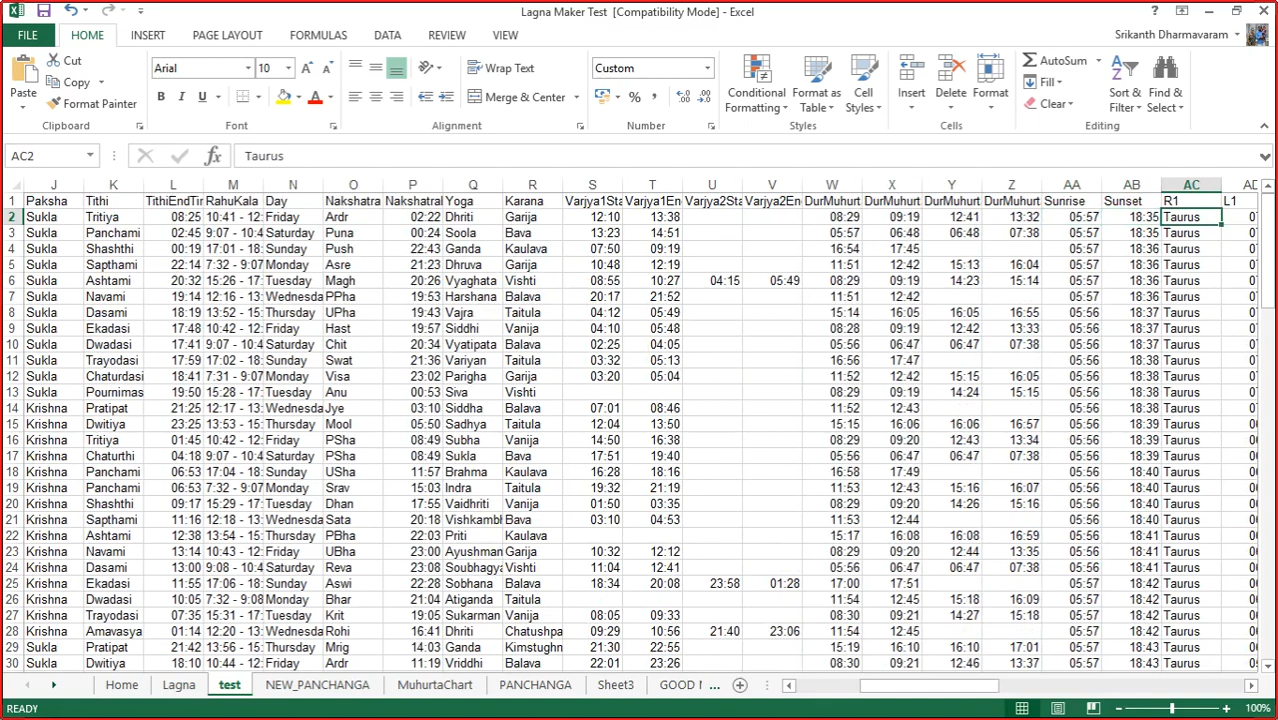 Lagna Maker Test [Compatibility Mode] - Excel
FILE HOME INSERT PAGE LAYOUT FORMULAS DATA REVIEW VIEW Srikanth Dharmavaram
Cut Arial 10 Wrap Text Custom AutoSum
Copy Fill
Paste Format Painter B I U Merge & Center Conditional Formatting Format as Table Cell Styles Insert Delete Format Clear Sort & Filter Find & Select
Clipboard Font Alignment Number Styles Cells Editing
AC2 fx Taurus
J K L M N O P Q R S T U V W X Y Z AA AB AC AD
1 Paksha Tithi TithiEndTir RahuKala Day Nakshatra Nakshatral Yoga Karana Varjya1Sta Varjya1En Varjya2Sta Varjya2En DurMuhurt DurMuhurt DurMuhurt DurMuhurt Sunrise Sunset R1 L1
2 Sukla Tritiya 08:25 10:41 - 12: Friday Ardr 02:22 Dhriti Garija 12:10 13:38 08:29 09:19 12:41 13:32 05:57 18:35 Taurus 07
3 Sukla Panchami 02:45 9:07 - 10:4 Saturday Puna 00:24 Soola Balava 13:23 14:51 05:57 06:48 06:48 07:38 05:57 18:35 Taurus 07
4 Sukla Shashthi 00:19 17:01 - 18: Sunday Push 22:43 Ganda Kaulava 07:50 09:19 16:54 17:45 05:57 18:36 Taurus 07
5 Sukla Sapthami 22:14 7:32 - 9:07 Monday Asre 21:23 Dhruva Garija 10:48 12:19 11:51 12:42 15:13 16:04 05:57 18:36 Taurus 07
6 Sukla Ashtami 20:32 15:26 - 17: Tuesday Magh 20:26 Vyaghata Vishti 08:55 10:27 04:15 05:49 08:29 09:20 14:23 15:14 05:57 18:36 Taurus 07
7 Sukla Navami 19:14 12:16 - 13: Wednesda PPha 19:53 Harshana Balava 20:17 21:52 11:51 12:42 05:57 18:36 Taurus 07
8 Sukla Dasami 19:18 13:52 - 15: Thursday UPha 19:43 Vajra Taitula 04:12 05:49 15:14 16:05 16:05 16:55 05:57 18:37 Taurus 07
9 Sukla Ekadasi 17:48 10:42 - 12: Friday Hast 19:57 Siddhi Vanija 04:10 05:48 08:28 09:19 12:42 13:33 05:56 18:37 Taurus 07
10 Sukla Dwadasi 17:41 9:07 - 10:4 Saturday Chit 20:34 Vyatipata Balava 02:25 04:05 05:56 06:47 06:47 07:38 05:56 18:37 Taurus 07
11 Sukla Trayodasi 17:59 17:02 - 18: Sunday Swat 21:36 Variyan Taitula 03:32 05:13 16:56 17:47 05:56 18:38 Taurus 07
12 Sukla Chaturdasi 18:41 7:31 - 9:07 Monday Visa 23:02 Parigha Garija 03:20 05:04 11:52 12:43 15:15 16:05 05:56 18:38 Taurus 07
13 Sukla Pournimas 19:50 15:28 - 17: Tuesday Anu 00:53 Siva Vishti 08:29 09:19 14:24 15:15 05:56 18:38 Taurus 07
14 Krishna Pratipat 21:25 12:17 - 13: Wednesda Jye 03:10 Siddha Balava 07:01 08:46 11:52 12:43 05:56 18:38 Taurus 07
15 Krishna Dwitiya 23:25 13:53 - 15: Thursday Mool 05:50 Sadhya Taitula 12:04 13:50 15:15 16:06 16:06 16:57 05:56 18:39 Taurus 07
16 Krishna Tritiya 01:45 10:42 - 12: Friday PSha 08:49 Subha Vanija 14:50 16:38 08:29 09:20 12:43 13:34 05:56 18:39 Taurus 07
17 Krishna Chaturthi 04:18 9:07 - 10:4 Saturday PSha 08:49 Sukla Balava 17:51 19:40 05:56 06:47 06:47 07:38 05:56 18:39 Taurus 07
18 Krishna Panchami 06:53 17:04 - 18: Sunday USha 11:57 Brahma Kaulava 16:28 18:16 16:58 17:49 05:56 18:40 Taurus 07
19 Krishna Panchami 06:53 7:32 - 9:07 Monday Srav 15:03 Indra Taitula 19:32 21:19 11:53 12:43 15:16 16:07 05:56 18:40 Taurus 07
20 Krishna Shashthi 09:17 15:29 - 17: Tuesday Dhan 17:55 Vaidhriti Vanija 01:50 03:35 08:29 09:20 14:26 15:16 05:56 18:40 Taurus 07
21 Krishna Sapthami 11:16 12:18 - 13: Wednesda Sata 20:18 Vishkambh Bava 03:10 04:53 11:53 12:44 05:56 18:41 Taurus
22 Krishna Ashtami 12:38 13:54 - 15: Thursday PBha 22:03 Priti Kaulava 15:17 16:08 16:08 16:59 05:56 18:41 Taurus
23 Krishna Navami 13:14 10:43 - 12: Friday UBha 23:00 Ayushman Garija 10:32 12:12 08:29 09:20 12:44 13:35 05:56 18:41 Taurus
24 Krishna Dasami 13:00 9:08 - 10:4 Saturday Reva 23:08 Soubhagya Vishti 11:04 12:41 05:56 06:47 06:47 07:38 05:56 18:41 Taurus
25 Krishna Ekadasi 11:55 17:06 - 18: Sunday Aswi 22:28 Sobhana Balava 18:34 20:08 23:58 01:28 17:00 17:51 05:57 18:42 Taurus
26 Krishna Dwadasi 10:05 7:32 - 9:08 Monday Bhar 21:04 Atiganda Taitula 11:54 12:45 15:18 16:09 05:57 18:42 Taurus
27 Krishna Trayodasi 07:35 15:31 - 17: Tuesday Krit 19:05 Sukarman Vanija 08:05 09:33 08:30 09:21 14:27 15:18 05:57 18:42 Taurus
28 Krishna Amavasya 01:14 12:20 - 13: Wednesda Rohi 16:41 Dhriti Chatushpa 09:29 10:56 21:40 23:06 11:54 12:45 05:57 18:42 Taurus
29 Sukla Pratipat 21:42 13:56 - 15: Thursday Mrig 14:03 Ganda Kimstughn 21:30 22:55 15:19 16:10 16:10 17:01 05:57 18:43 Taurus
30 Sukla Dwitiya 18:10 10:44 - 12: Friday Ardr 11:19 Vriddhi Balava 22:01 23:26 08:30 09:21 12:46 13:37 05:57 18:43 Taurus
Home Lagna test NEW_PANCHANGA MuhurtaChart PANCHANGA Sheet3 GOOD M ...
READY 100%